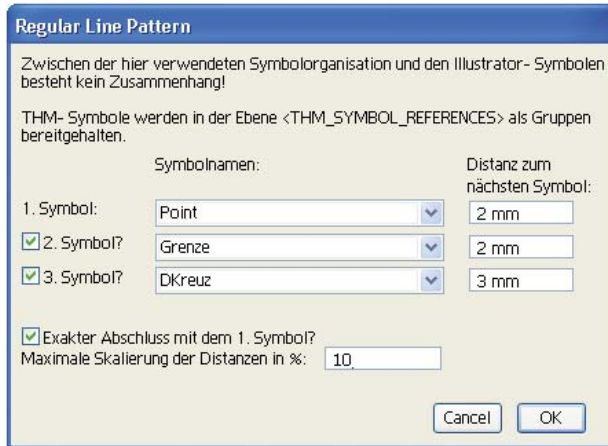 Regular Line Pattern
Zwischen der hier verwendeten Symbolorganisation und den Illustrator- Symbolen
besteht kein Zusammenhang!
THM- Symbole werden in der Ebene <THM_SYMBOL_REFERENCES> als Gruppen
bereitgehalten.
Symbolnamen: Distanz zum
nächsten Symbol:
1. Symbol: Point 2 mm
2. Symbol? Grenze 2 mm
3. Symbol? DKreuz 3 mm
Exakter Abschluss mit dem 1. Symbol?
Maximale Skalierung der Distanzen in %: 10
Cancel OK